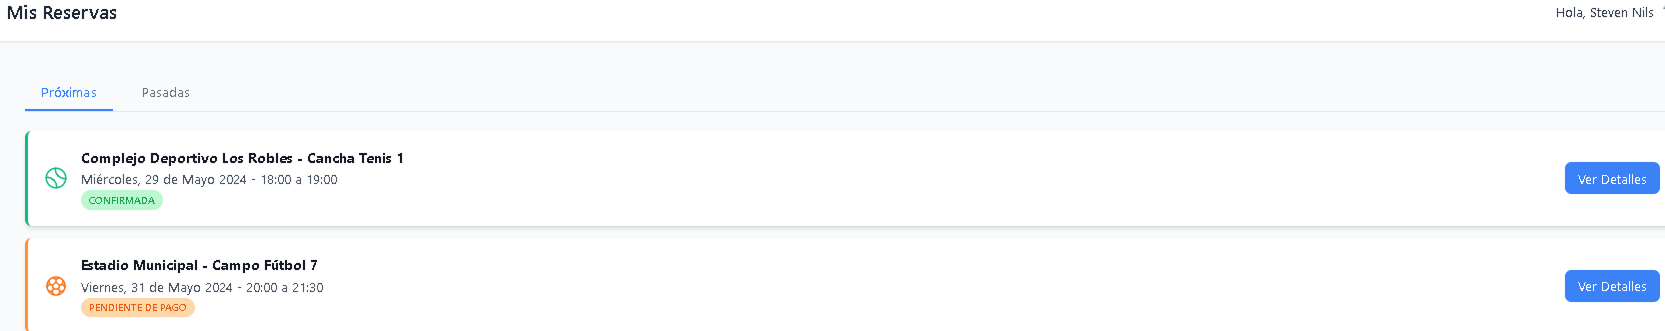 Mis Reservas
Hola, Steven Nils
Próximas
Pasadas
Complejo Deportivo Los Robles - Cancha Tenis 1
Miércoles, 29 de Mayo 2024 - 18:00 a 19:00
CONFIRMADA
Ver Detalles
Estadio Municipal - Campo Fútbol 7
Viernes, 31 de Mayo 2024 - 20:00 a 21:30
PENDIENTE DE PAGO
Ver Detalles